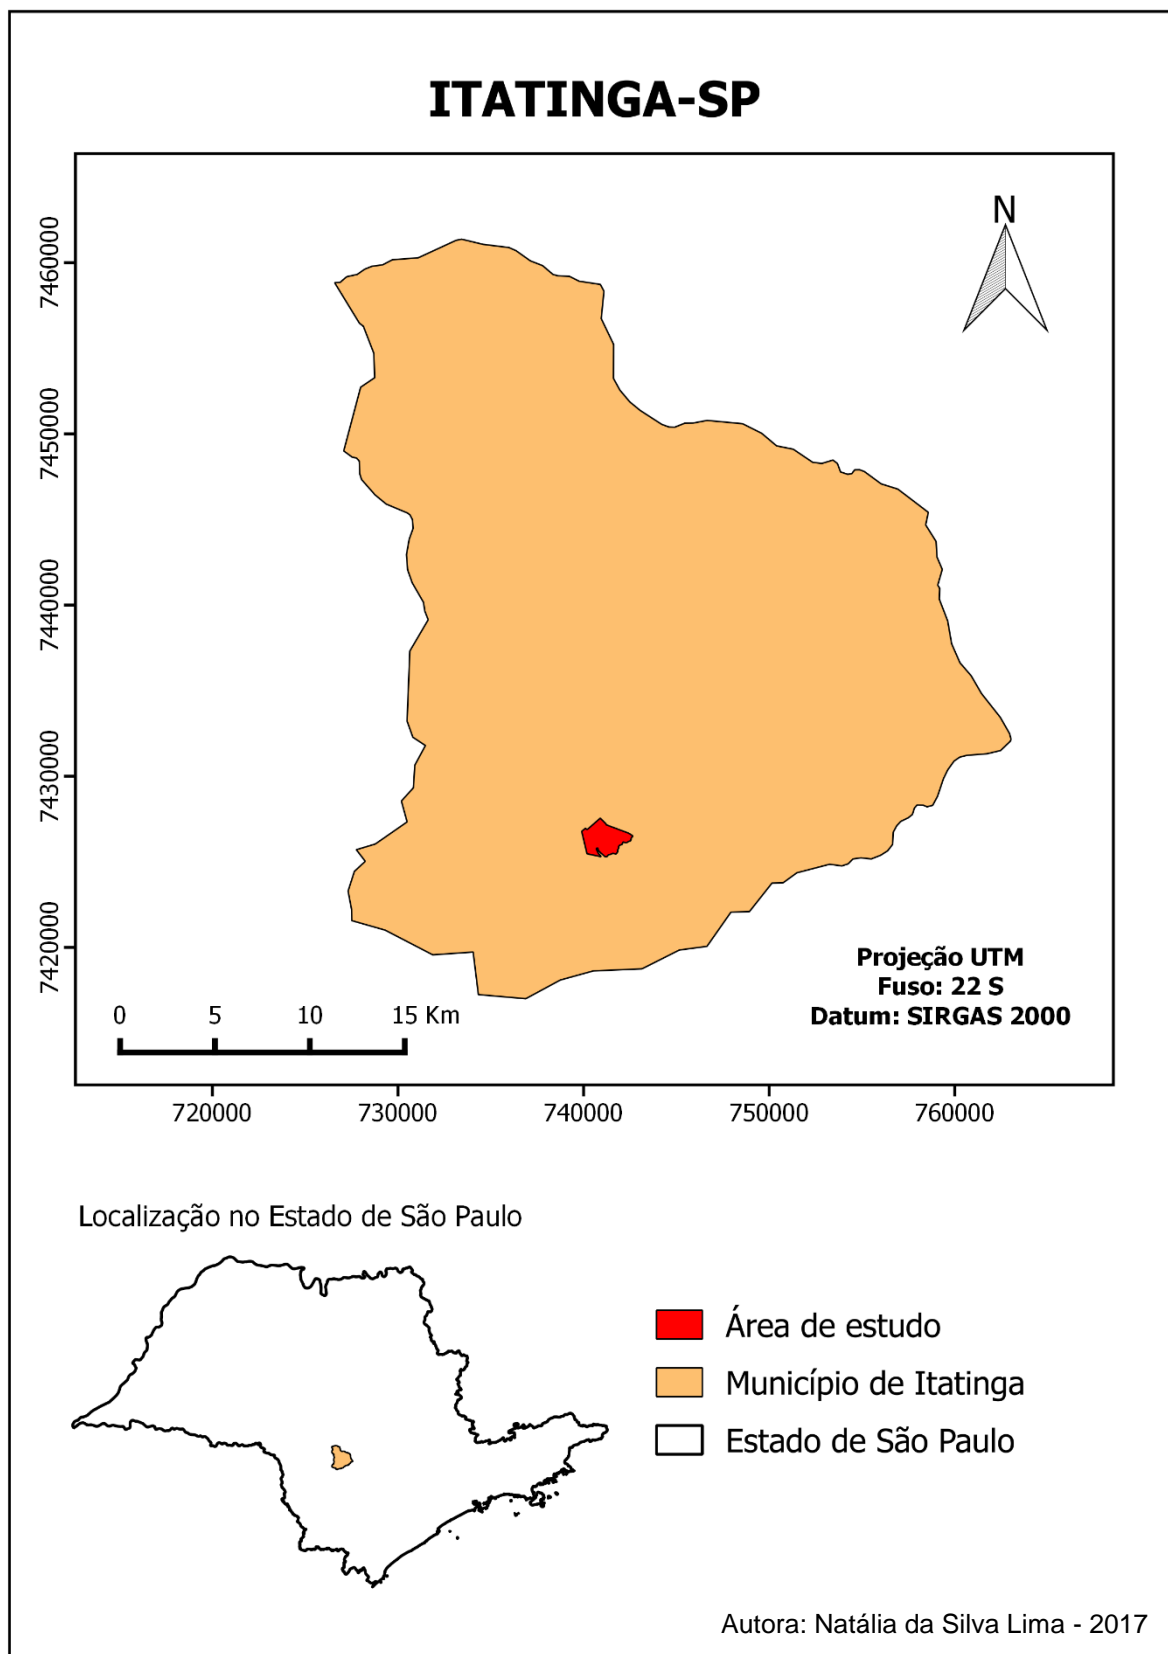 ITATINGA-SP
N
7460000
7450000
7440000
7430000
7420000
Projeção UTM
Fuso: 22 S
Datum: SIRGAS 2000
0 5 10 15 Km
720000 730000 740000 750000 760000
Localização no Estado de São Paulo
Área de estudo
Município de Itatinga
Estado de São Paulo
Autora: Natália da Silva Lima - 2017